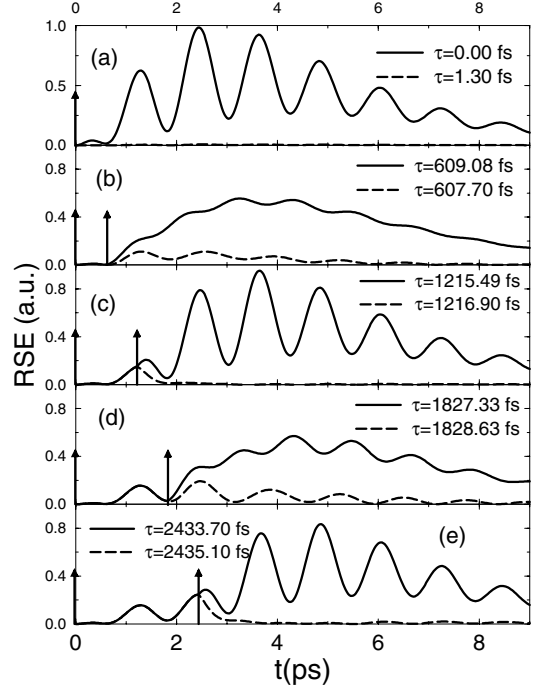 0 2 4 6 8
1.0
(a)
τ=0.00 fs
τ=1.30 fs
0.5
0.0
(b)
τ=609.08 fs
τ=607.70 fs
0.8
0.4
0.0
RSE (a.u.)
(c)
τ=1215.49 fs
τ=1216.90 fs
0.8
0.4
0.0
(d)
τ=1827.33 fs
τ=1828.63 fs
0.8
0.4
0.0
τ=2433.70 fs
τ=2435.10 fs
(e)
0.8
0.4
0.0
0 2 4 6 8
t(ps)